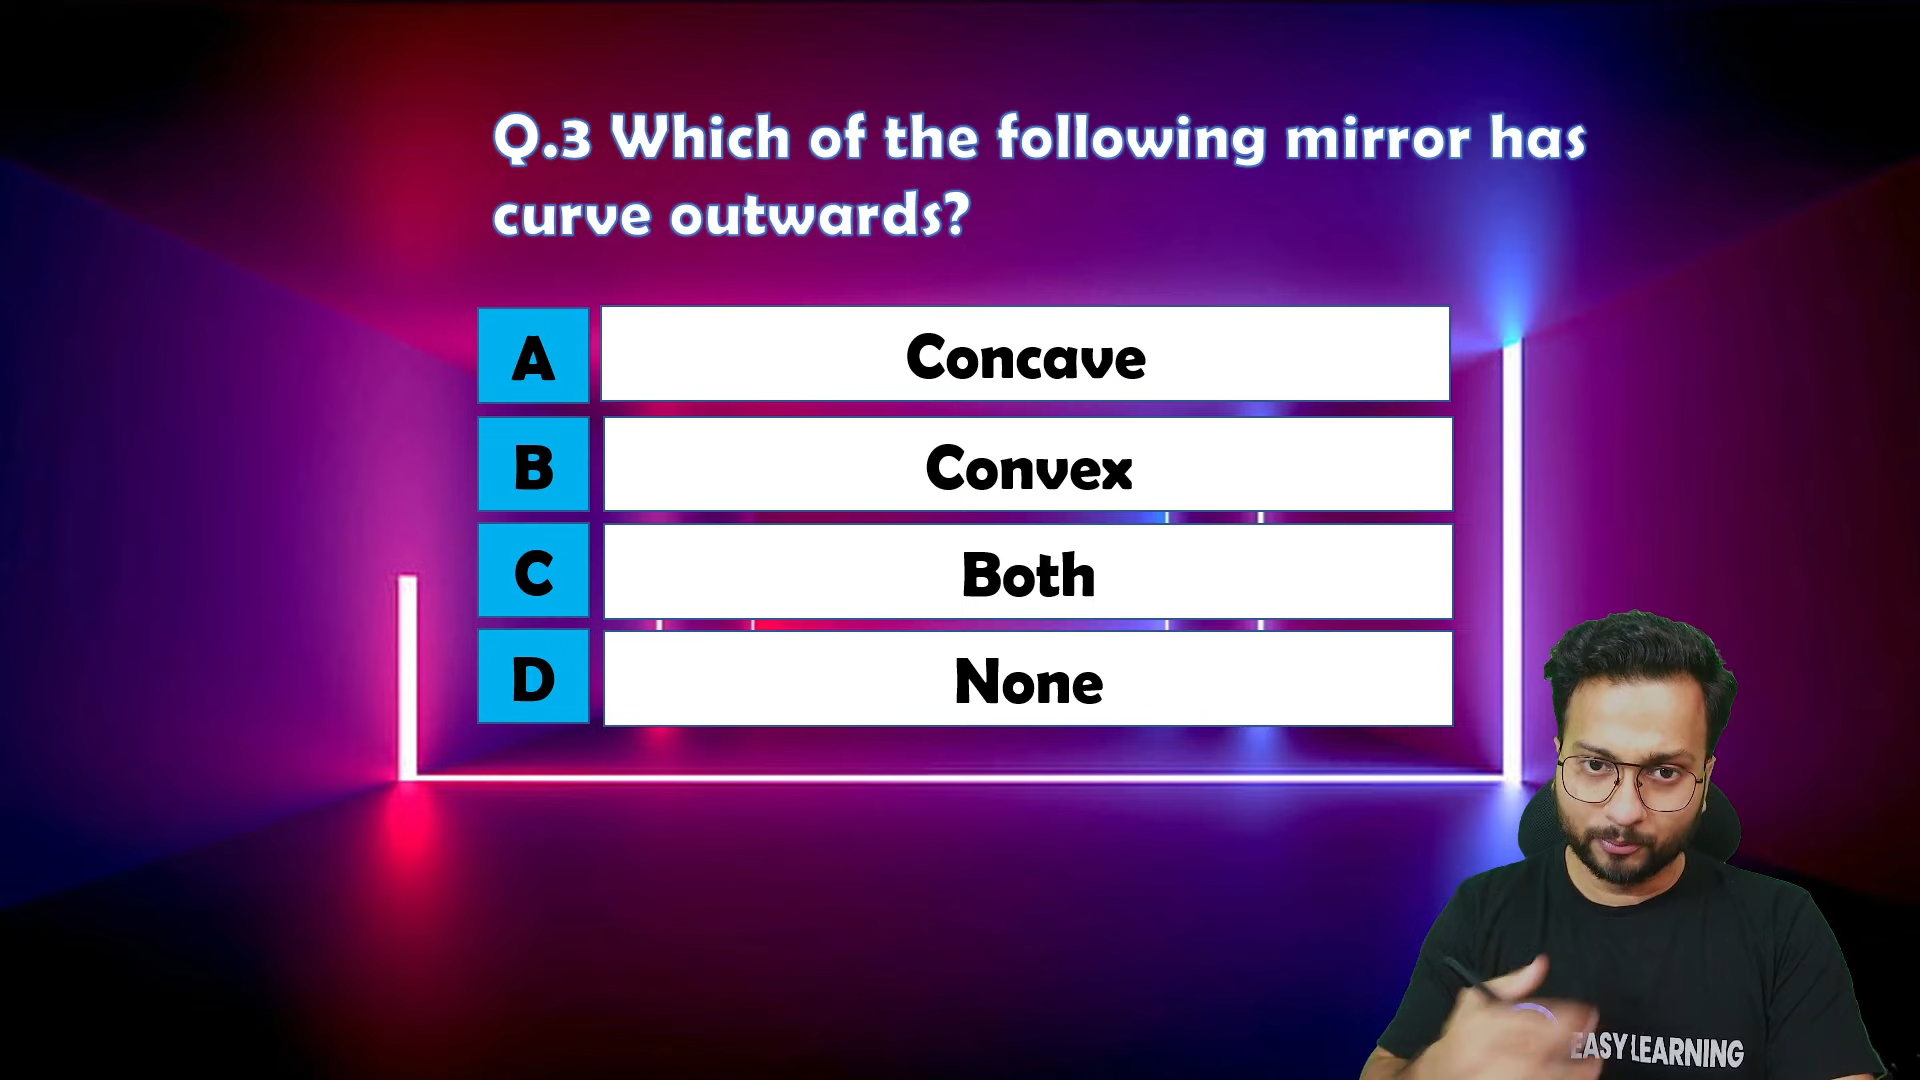 Q.3 Which of the following mirror has
curve outwards?
A Concave
B Convex
C Both
D None
EASY LEARNING